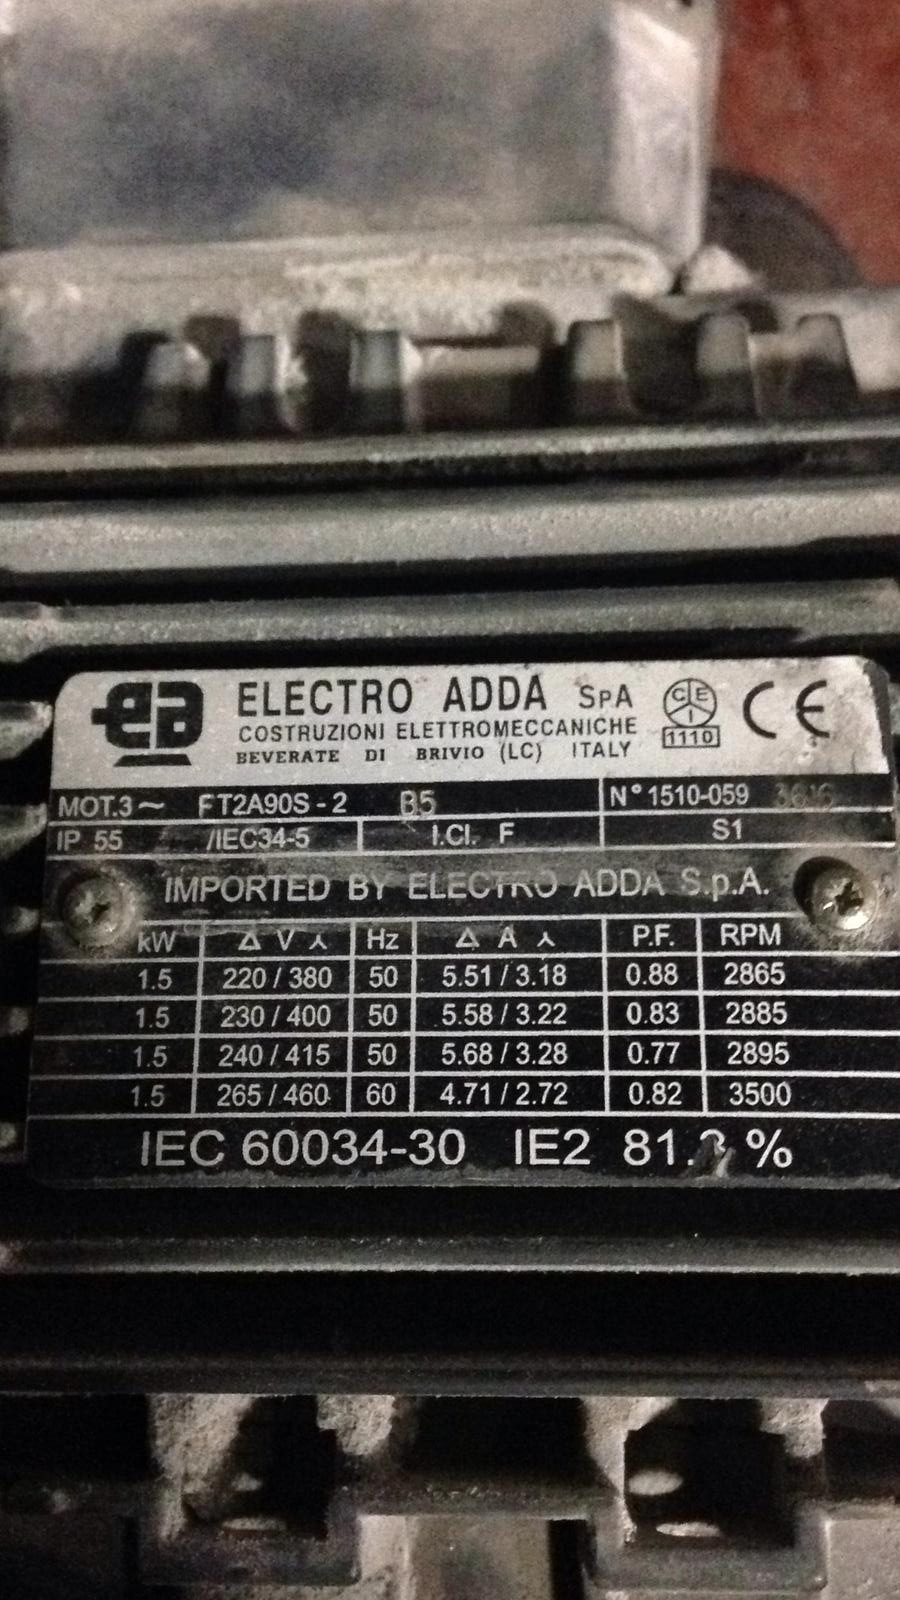 ea ELECTRO ADDA SpA CEI 1110 CE
COSTRUZIONI ELETTROMECCANICHE
BEVERATE DI BRIVIO (LC) ITALY
MOT.3~ FT2A90S - 2 B5 N° 1510-059
IP 55 /IEC34-5 I.Cl. F S1
IMPORTED BY ELECTRO ADDA S.p.A.
kW Δ V ⅄ Hz Δ A ⅄ P.F. RPM
1.5 220 / 380 50 5.51 / 3.18 0.88 2865
1.5 230 / 400 50 5.58 / 3.22 0.83 2885
1.5 240 / 415 50 5.68 / 3.28 0.77 2895
1.5 265 / 460 60 4.71 / 2.72 0.82 3500
IEC 60034-30 IE2 %